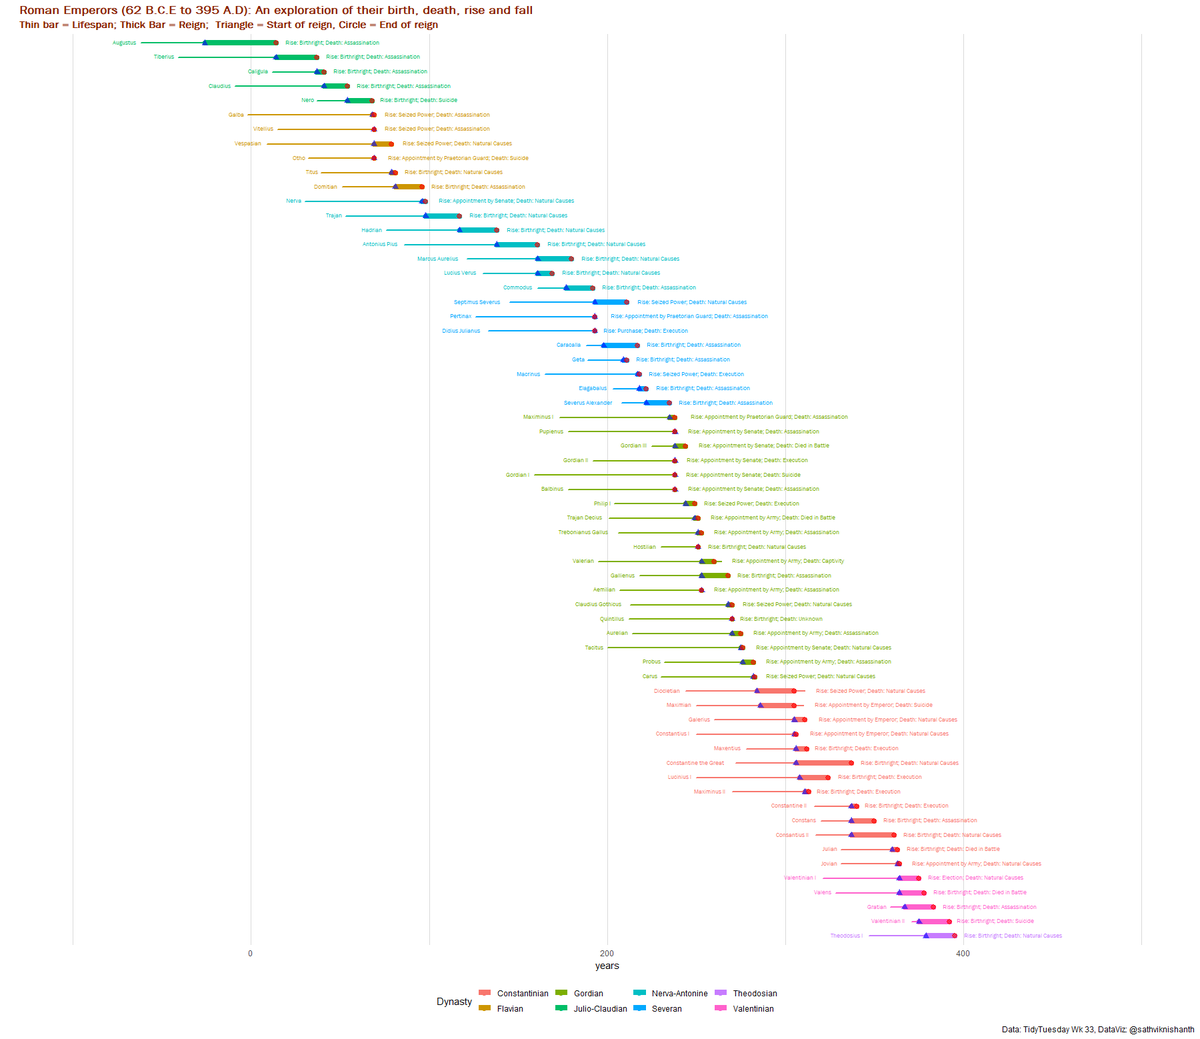 Roman Emperors (62 B.C.E to 395 A.D): An exploration of their birth, death, rise and fall
Thin bar = Lifespan; Thick Bar = Reign;  Triangle = Start of reign, Circle = End of reign
Augustus Rise: Birthright; Death: Assassination
Tiberius Rise: Birthright; Death: Assassination
Caligula Rise: Birthright; Death: Assassination
Claudius Rise: Birthright; Death: Assassination
Nero Rise: Birthright; Death: Suicide
Galba Rise: Seized Power; Death: Assassination
Vitellius Rise: Seized Power; Death: Assassination
Vespasian Rise: Seized Power; Death: Natural Causes
Otho Rise: Appointment by Praetorian Guard; Death: Suicide
Titus Rise: Birthright; Death: Natural Causes
Domitian Rise: Birthright; Death: Assassination
Nerva Rise: Appointment by Senate; Death: Natural Causes
Trajan Rise: Birthright; Death: Natural Causes
Hadrian Rise: Birthright; Death: Natural Causes
Antonius Pius Rise: Birthright; Death: Natural Causes
Marcus Aurelius Rise: Birthright; Death: Natural Causes
Lucius Verus Rise: Birthright; Death: Natural Causes
Commodus Rise: Birthright; Death: Assassination
Septimus Severus Rise: Seized Power; Death: Natural Causes
Pertinax Rise: Appointment by Praetorian Guard; Death: Assassination
Didius Julianus Rise: Purchase; Death: Execution
Caracalla Rise: Birthright; Death: Assassination
Geta Rise: Birthright; Death: Assassination
Macrinus Rise: Seized Power; Death: Execution
Elagabalus Rise: Birthright; Death: Assassination
Severus Alexander Rise: Birthright; Death: Assassination
Maximinus I Rise: Appointment by Praetorian Guard; Death: Assassination
Pupienus Rise: Appointment by Senate; Death: Assassination
Gordian III Rise: Appointment by Senate; Death: Died in Battle
Gordian II Rise: Appointment by Senate; Death: Execution
Gordian I Rise: Appointment by Senate; Death: Suicide
Balbinus Rise: Appointment by Senate; Death: Assassination
Philip I Rise: Seized Power; Death: Execution
Trajan Decius Rise: Appointment by Army; Death: Died in Battle
Trebonianus Gallus Rise: Appointment by Army; Death: Assassination
Hostilian Rise: Birthright; Death: Natural Causes
Valerian Rise: Appointment by Army; Death: Captivity
Gallienus Rise: Birthright; Death: Assassination
Aemilian Rise: Appointment by Army; Death: Assassination
Claudius Gothicus Rise: Seized Power; Death: Natural Causes
Quintillus Rise: Birthright; Death: Unknown
Aurelian Rise: Appointment by Army; Death: Assassination
Tacitus Rise: Appointment by Senate; Death: Natural Causes
Probus Rise: Appointment by Army; Death: Assassination
Carus Rise: Seized Power; Death: Natural Causes
Diocletian Rise: Seized Power; Death: Natural Causes
Maximian Rise: Appointment by Emperor; Death: Suicide
Galerius Rise: Appointment by Emperor; Death: Natural Causes
Constantius I Rise: Appointment by Emperor; Death: Natural Causes
Maxentius Rise: Birthright; Death: Execution
Constantine the Great Rise: Birthright; Death: Natural Causes
Licinius I Rise: Birthright; Death: Execution
Maximinus II Rise: Birthright; Death: Execution
Constantine II Rise: Birthright; Death: Execution
Constans Rise: Birthright; Death: Assassination
Constantius II Rise: Birthright; Death: Natural Causes
Julian Rise: Birthright; Death: Died in Battle
Jovian Rise: Appointment by Army; Death: Natural Causes
Valentinian I Rise: Election; Death: Natural Causes
Valens Rise: Birthright; Death: Died in Battle
Gratian Rise: Birthright; Death: Assassination
Valentinian II Rise: Birthright; Death: Suicide
Theodosius I Rise: Birthright; Death: Natural Causes
0 200 400
years
Dynasty Constantinian Gordian Nerva-Antonine Theodosian
Flavian Julio-Claudian Severan Valentinian
Data: TidyTuesday Wk 33, DataViz: @sathviknishanth